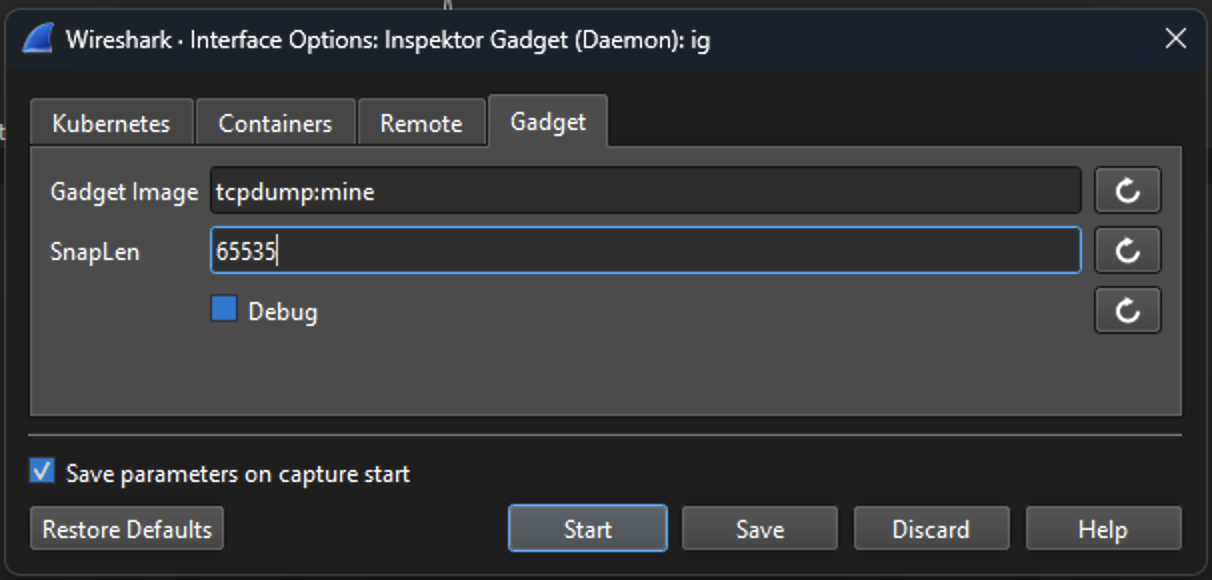 Wireshark · Interface Options: Inspektor Gadget (Daemon): ig
Kubernetes Containers Remote Gadget
Gadget Image tcpdump:mine
SnapLen 65535
Debug
Save parameters on capture start
Restore Defaults Start Save Discard Help